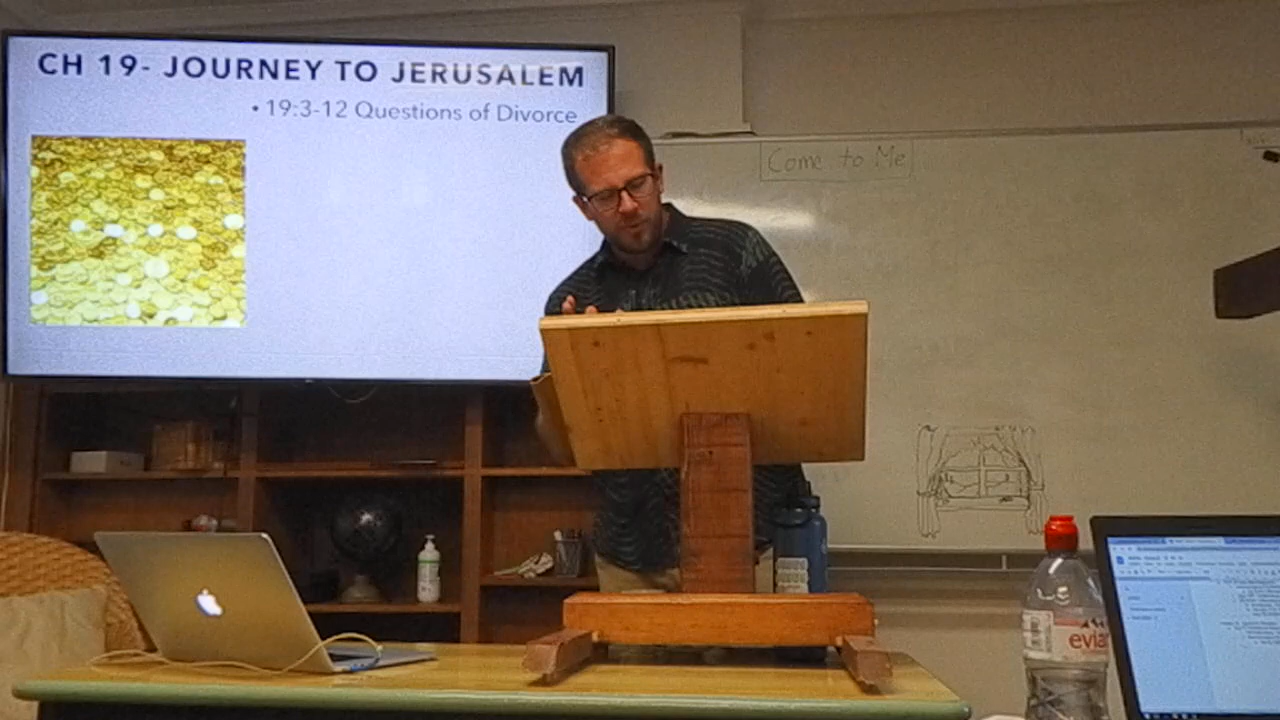 CH 19- JOURNEY TO JERUSALEM
• 19:3-12 Questions of Divorce
Come to Me
evian